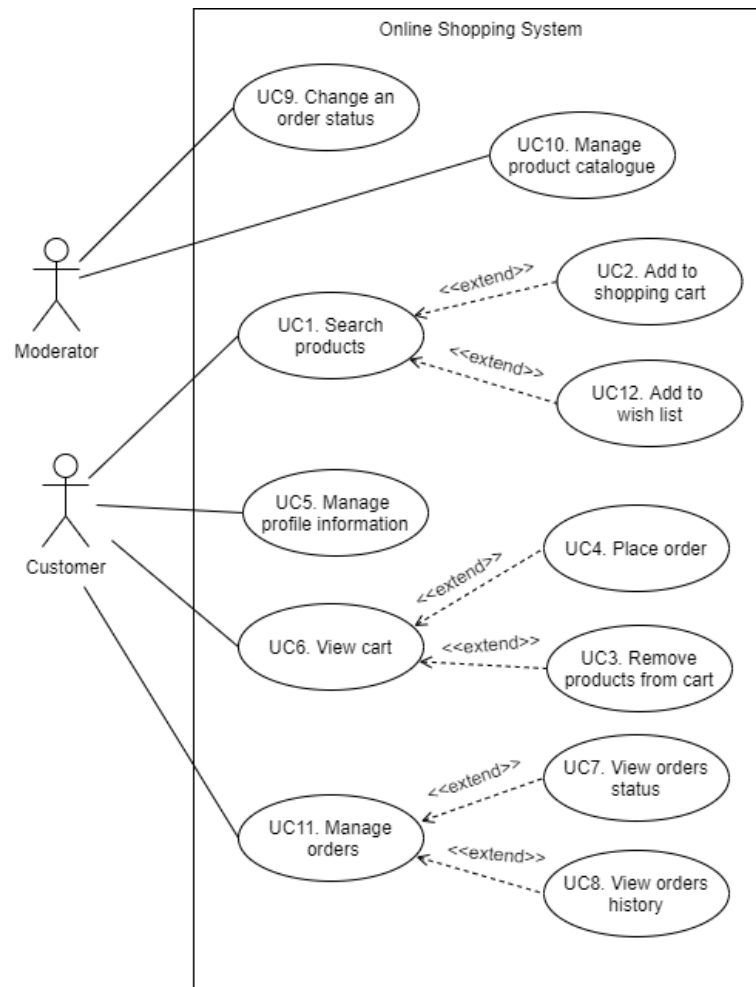 Online Shopping System
UC9. Change an
order status
UC10. Manage
product catalogue
Moderator
<<extend>>
UC2. Add to
shopping cart
UC1. Search
products
<<extend>>
UC12. Add to
wish list
Customer
UC5. Manage
profile information
<<extend>>
UC4. Place order
UC6. View cart
<<extend>>
UC3. Remove
products from cart
<<extend>>
UC7. View orders
status
UC11. Manage
orders
<<extend>>
UC8. View orders
history